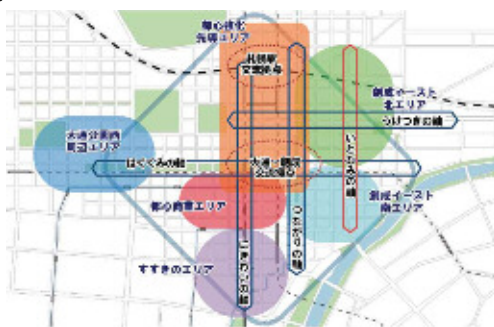 都心強化
先導エリア
札幌駅
交流拠点
創成イースト
北エリア
うけつぎの軸
大通公園西
周辺エリア
はぐくみの軸
大通・創世
交流拠点
いとなみの軸
都心商業エリア
つながりの軸
創成イースト
南エリア
にぎわいの軸
すすきのエリア